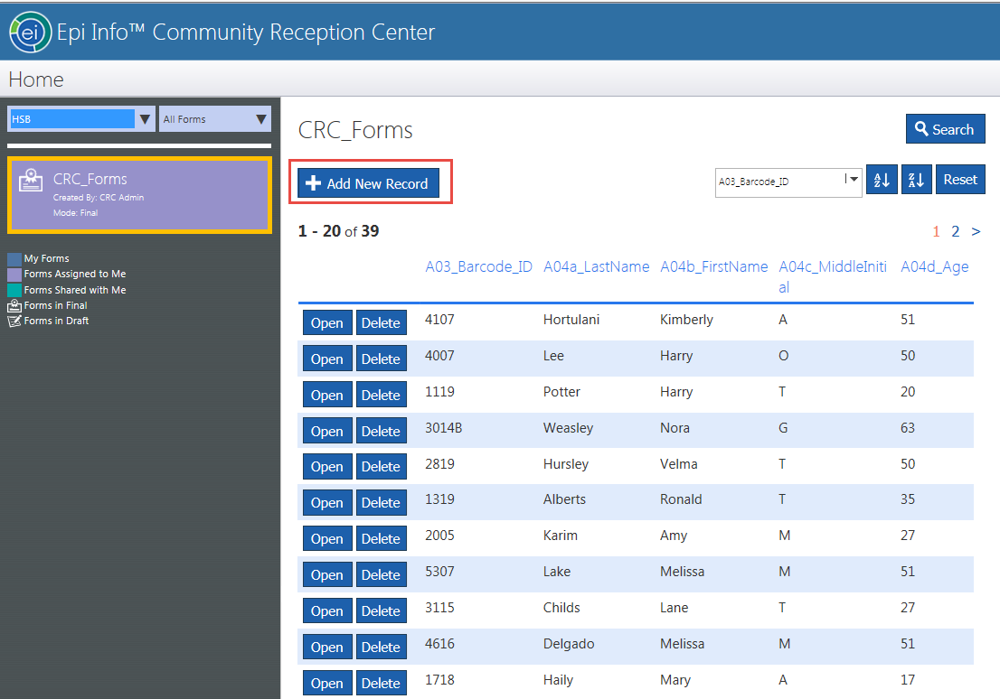 ei Epi Info™ Community Reception Center
Home
HSB All Forms
CRC_Forms
Created By: CRC Admin
Mode: Final
My Forms
Forms Assigned to Me
Forms Shared with Me
Forms in Final
Forms in Draft
CRC_Forms
Search
Add New Record
A03_Barcode_ID A Z Z A Reset
1 - 20 of 39 1 2 >
A03_Barcode_ID A04a_LastName A04b_FirstName A04c_MiddleIniti A04d_Age
al
Open Delete 4107 Hortulani Kimberly A 51
Open Delete 4007 Lee Harry O 50
Open Delete 1119 Potter Harry T 20
Open Delete 3014B Weasley Nora G 63
Open Delete 2819 Hursley Velma T 50
Open Delete 1319 Alberts Ronald T 35
Open Delete 2005 Karim Amy M 27
Open Delete 5307 Lake Melissa M 51
Open Delete 3115 Childs Lane T 27
Open Delete 4616 Delgado Melissa M 51
Open Delete 1718 Haily Mary A 17